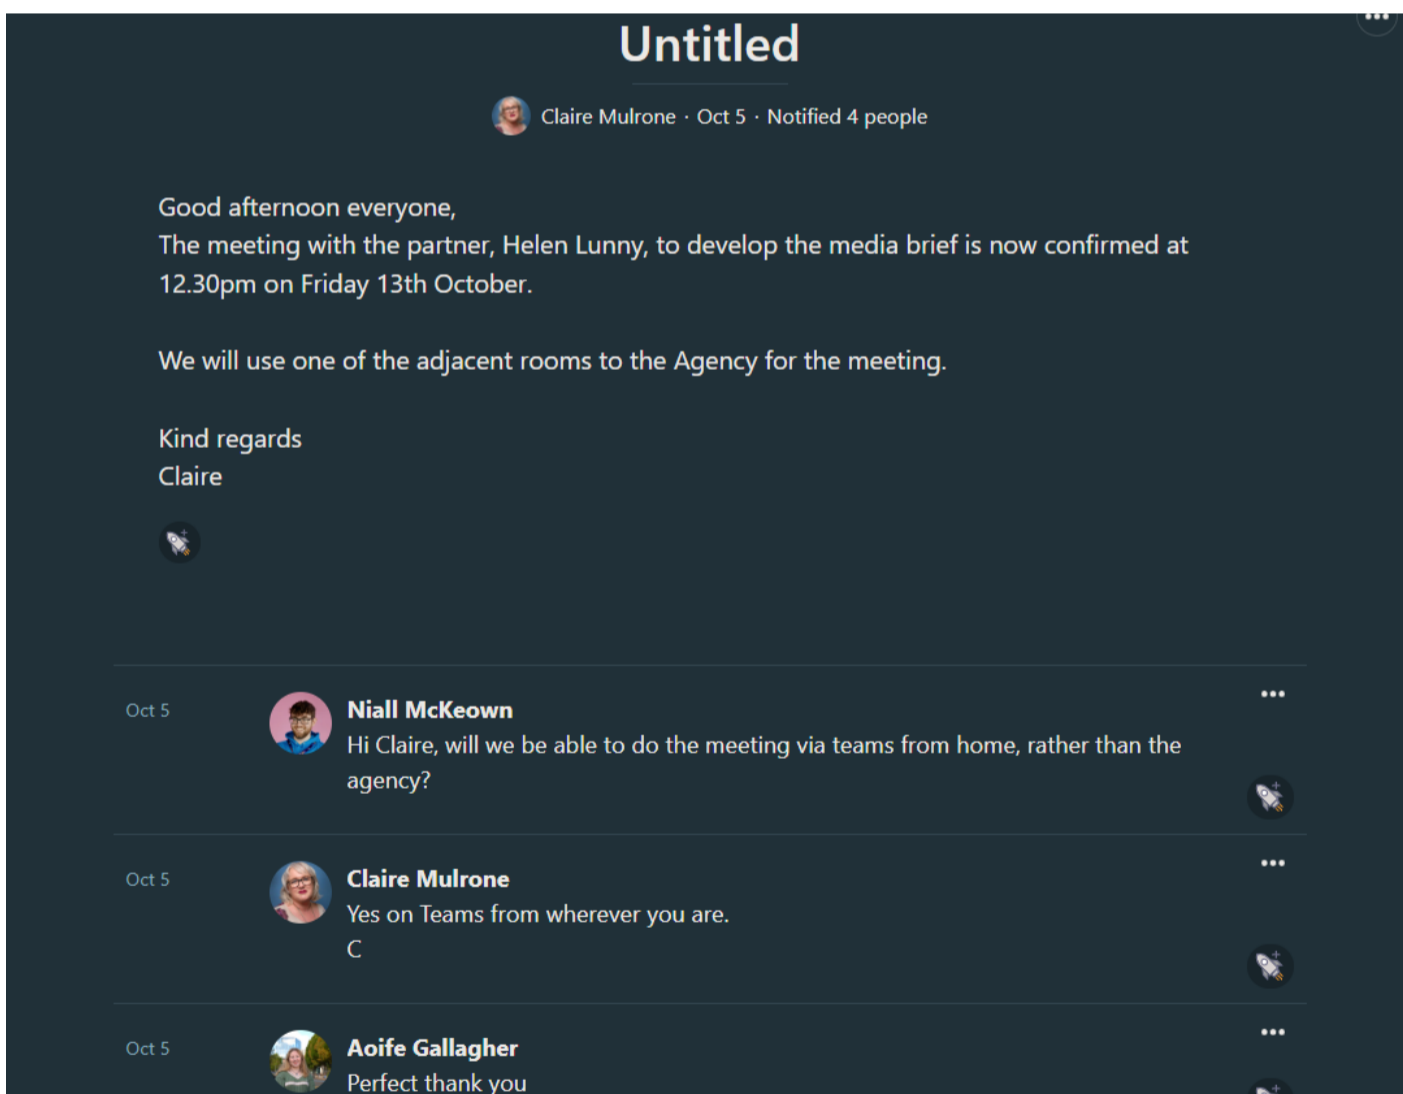 Untitled
Claire Mulrone · Oct 5 · Notified 4 people
Good afternoon everyone,
The meeting with the partner, Helen Lunny, to develop the media brief is now confirmed at
12.30pm on Friday 13th October.
We will use one of the adjacent rooms to the Agency for the meeting.
Kind regards
Claire
Oct 5
Niall McKeown
Hi Claire, will we be able to do the meeting via teams from home, rather than the
agency?
Oct 5
Claire Mulrone
Yes on Teams from wherever you are.
C
Oct 5
Aoife Gallagher
Perfect thank you